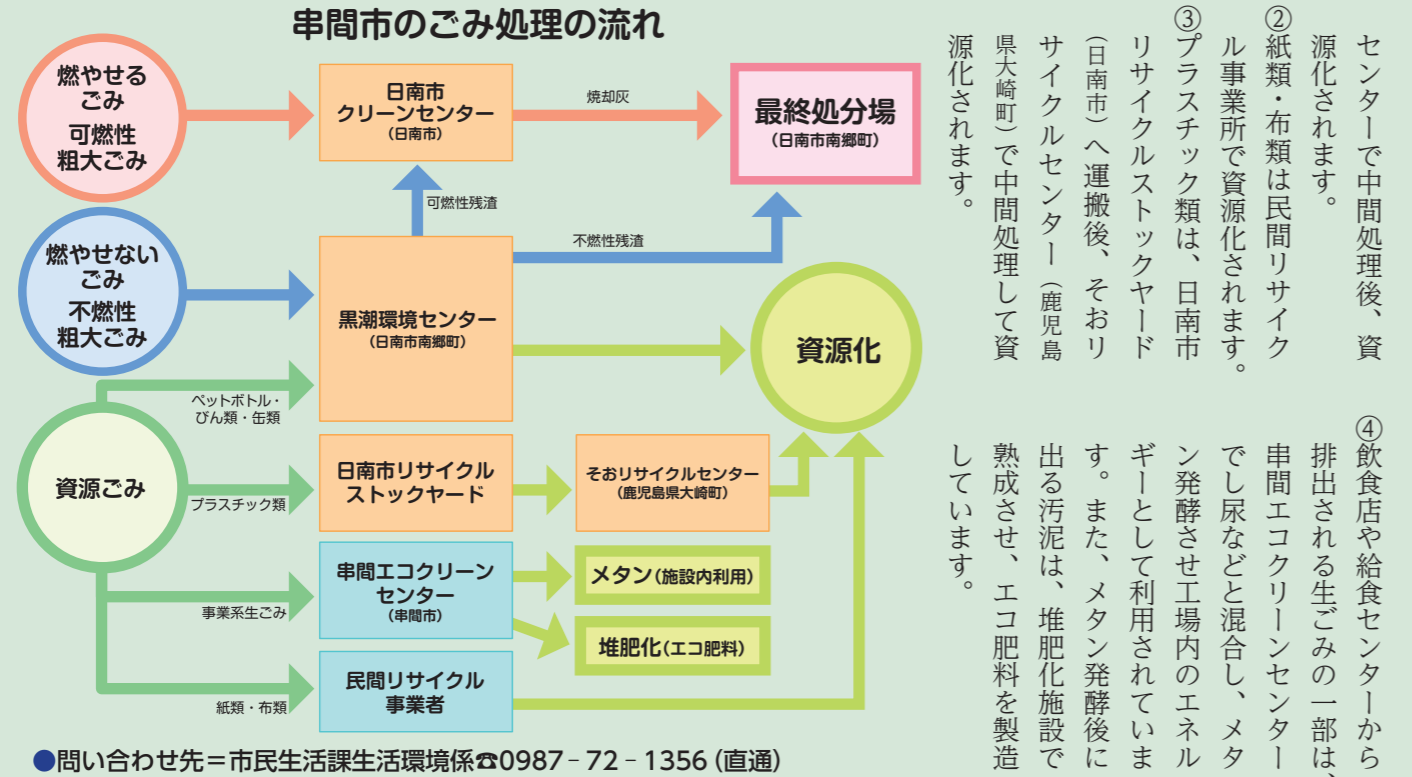 串間市のごみ処理の流れ
燃やせる
ごみ
可燃性
粗大ごみ
日南市
クリーンセンター
(日南市)
焼却灰
最終処分場
(日南市南郷町)
可燃性残渣
燃やせない
ごみ
不燃性
粗大ごみ
不燃性残渣
黒潮環境センター
(日南市南郷町)
資源化
ペットボトル・
びん類・缶類
資源ごみ
プラスチック類
日南市リサイクル
ストックヤード
そおリサイクルセンター
(鹿児島県大崎町)
事業系生ごみ
串間エコクリーン
センター
(串間市)
メタン(施設内利用)
堆肥化(エコ肥料)
紙類・布類
民間リサイクル
事業者
●問い合わせ先＝市民生活課生活環境係☎0987-72-1356(直通)
センターで中間処理後、資
源化されます。
②紙類・布類は民間リサイク
ル事業所で資源化されます。
③プラスチック類は、日南市
リサイクルストックヤード
(日南市)へ運搬後、そおリ
サイクルセンター(鹿児島
県大崎町)で中間処理して資
源化されます。
④飲食店や給食センターから
排出される生ごみの一部は、
串間エコクリーンセンター
でし尿などと混合し、メタ
ン発酵させ工場内のエネル
ギーとして利用されていま
す。また、メタン発酵後に
出る汚泥は、堆肥化施設で
熟成させ、エコ肥料を製造
しています。